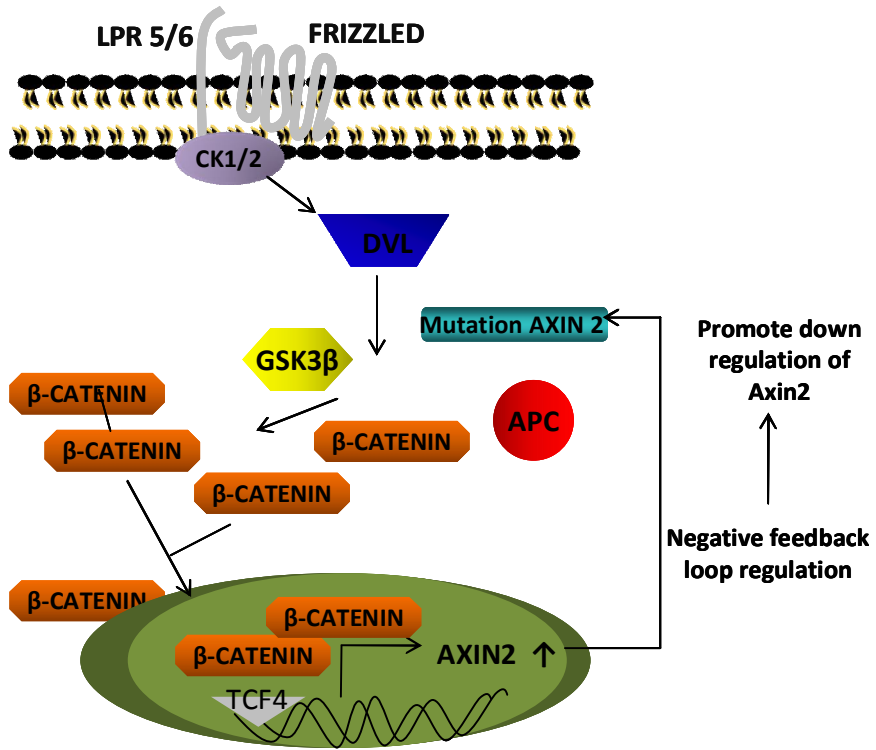 LPR 5/6
FRIZZLED
CK1/2
DVL
Mutation AXIN 2
GSK3β
Promote down
regulation of
Axin2
β-CATENIN
APC
β-CATENIN
β-CATENIN
β-CATENIN
Negative feedback
loop regulation
β-CATENIN
β-CATENIN
β-CATENIN
AXIN2 ↑
TCF4